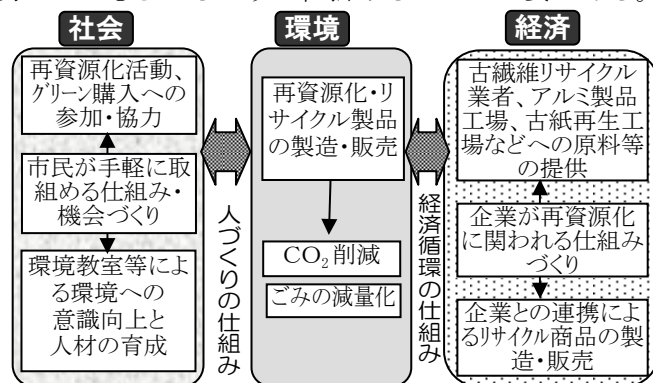 社会
再資源化活動、
グリーン購入への
参加・協力
市民が手軽に取
組める仕組み・
機会づくり
環境教室等によ
る環境への
意識向上と
人材の育成
人づくりの仕組み
環境
再資源化・リ
サイクル製品
の製造・販売
CO₂削減
ごみの減量化
経済循環の仕組み
経済
古繊維リサイクル
業者、アルミ製品
工場、古紙再生工
場などへの原料等
の提供
企業が再資源化
に関われる仕組み
づくり
企業との連携によ
るリサイクル商品の製
造・販売